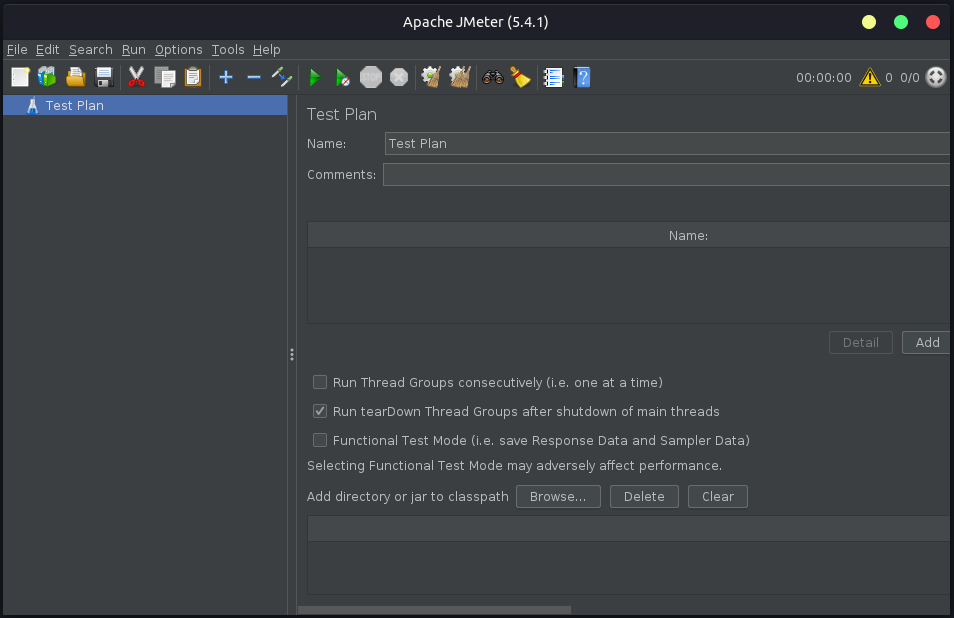 Apache JMeter (5.4.1)
File Edit Search Run Options Tools Help
STOP 00:00:00 0 0/0
Test Plan
Test Plan
Name: Test Plan
Comments:
Name:
Detail Add
Run Thread Groups consecutively (i.e. one at a time)
Run tearDown Thread Groups after shutdown of main threads
Functional Test Mode (i.e. save Response Data and Sampler Data)
Selecting Functional Test Mode may adversely affect performance.
Add directory or jar to classpath Browse... Delete Clear